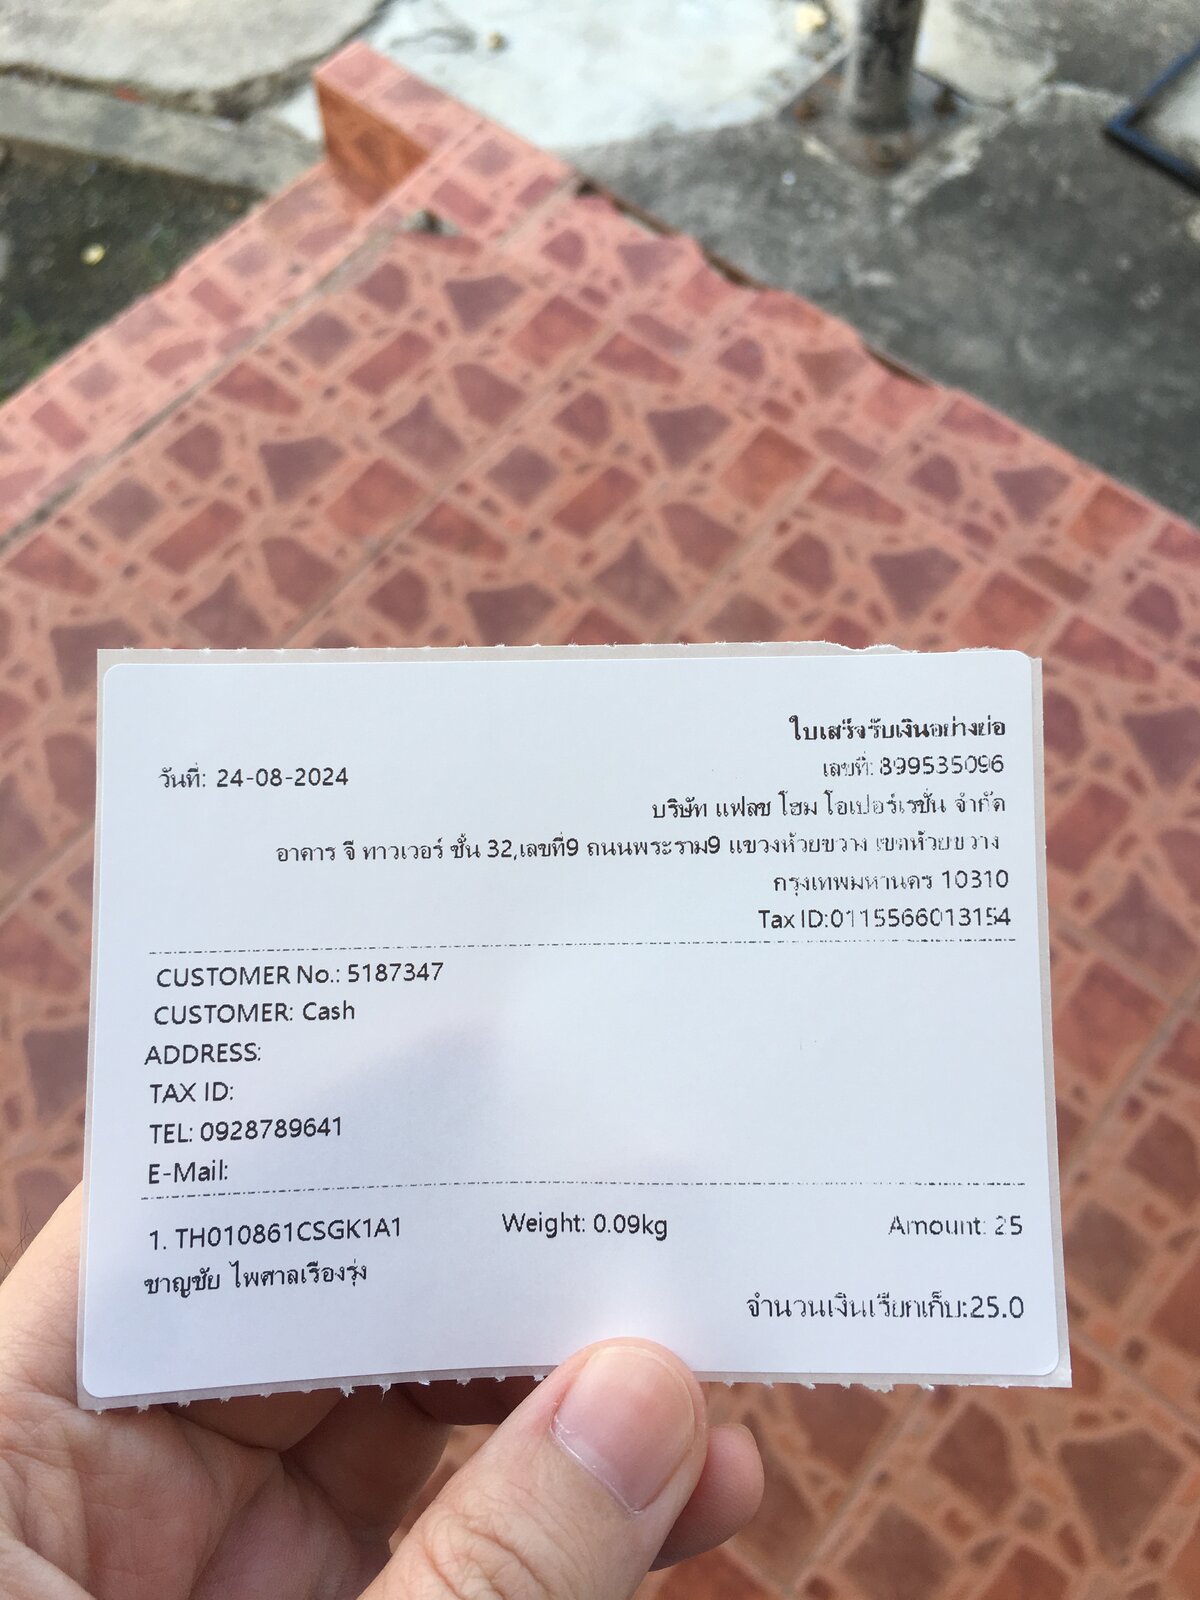 ใบเสร็จรับเงินอย่างย่อ
วันที่: 24-08-2024
เลขที่: 899535096
บริษัท แฟลช โฮม โอเปอร์เรชั่น จำกัด
อาคาร จี ทาวเวอร์ ชั้น 32,เลขที่9 ถนนพระราม9 แขวงห้วยขวาง เขตห้วยขวาง
กรุงเทพมหานคร 10310
Tax ID:0115566013154
CUSTOMER No.: 5187347
CUSTOMER: Cash
ADDRESS:
TAX ID:
TEL: 0928789641
E-Mail:
1. TH010861CSGK1A1 Weight: 0.09kg Amount: 25
ชาญชัย ไพศาลเรืองรุ่ง
จำนวนเงินเรียกเก็บ:25.0